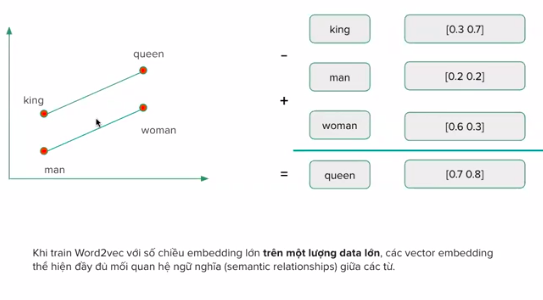 queen
king
woman
man
-
king
[0.3 0.7]
man
[0.2 0.2]
+
woman
[0.6 0.3]
=
queen
[0.7 0.8]
Khi train Word2vec với số chiều embedding lớn trên một lượng data lớn, các vector embedding
thể hiện đầy đủ mối quan hệ ngữ nghĩa (semantic relationships) giữa các từ.